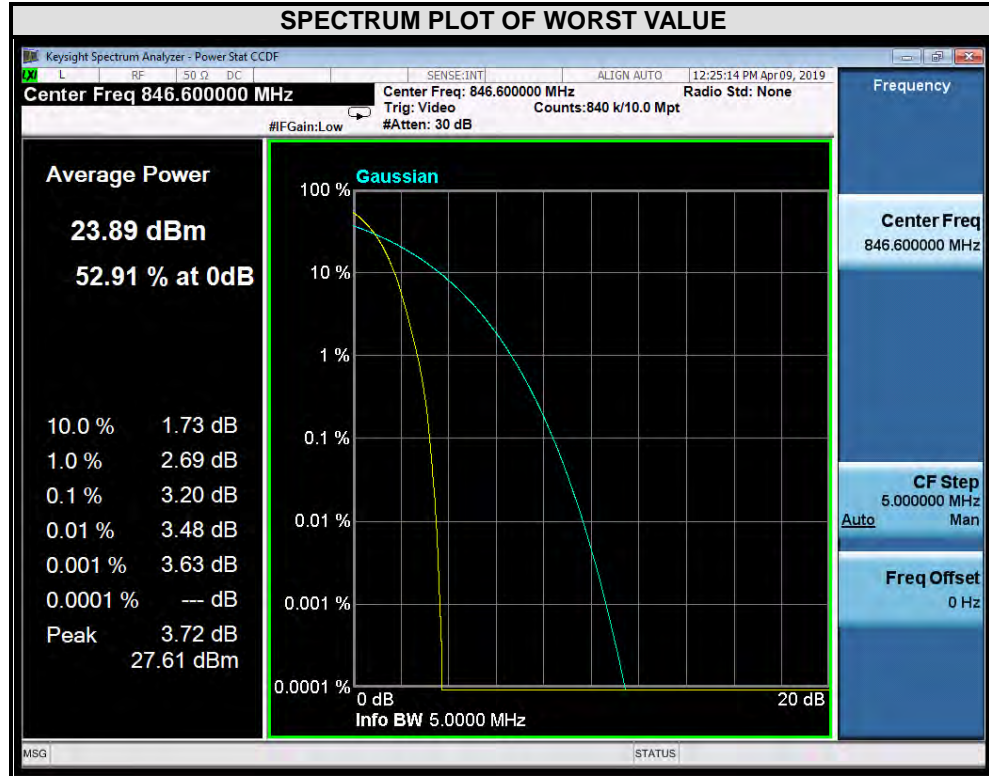 SPECTRUM PLOT OF WORST VALUE
Keysight Spectrum Analyzer - Power Stat CCDF
LXI L RF 50 Ω DC SENSE:INT ALIGN AUTO 12:25:14 PM Apr 09, 2019
Center Freq 846.600000 MHz
Center Freq: 846.600000 MHz Radio Std: None
Trig: Video Counts:840 k/10.0 Mpt
#IFGain:Low #Atten: 30 dB
Frequency
Average Power
23.89 dBm
52.91 % at 0dB
10.0 % 1.73 dB
1.0 % 2.69 dB
0.1 % 3.20 dB
0.01 % 3.48 dB
0.001 % 3.63 dB
0.0001 % --- dB
Peak 3.72 dB
27.61 dBm
Gaussian
100 %
10 %
1 %
0.1 %
0.01 %
0.001 %
0.0001 %
0 dB 20 dB
Info BW 5.0000 MHz
Center Freq
846.600000 MHz
CF Step
5.000000 MHz
Auto Man
Freq Offset
0 Hz
MSG STATUS